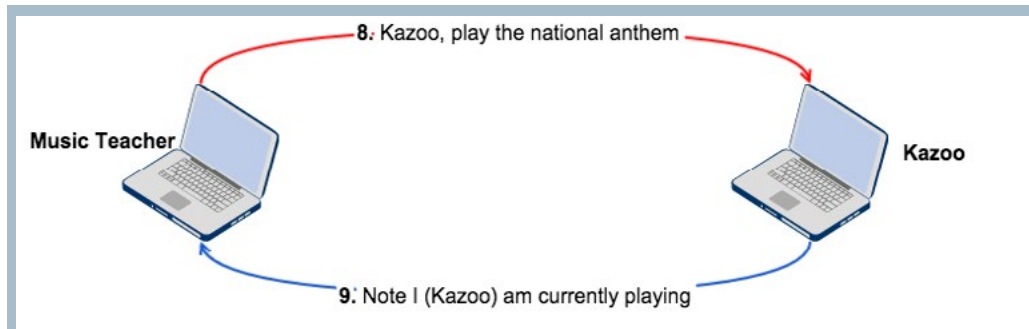 8. Kazoo, play the national anthem
Music Teacher
Kazoo
9. Note I (Kazoo) am currently playing